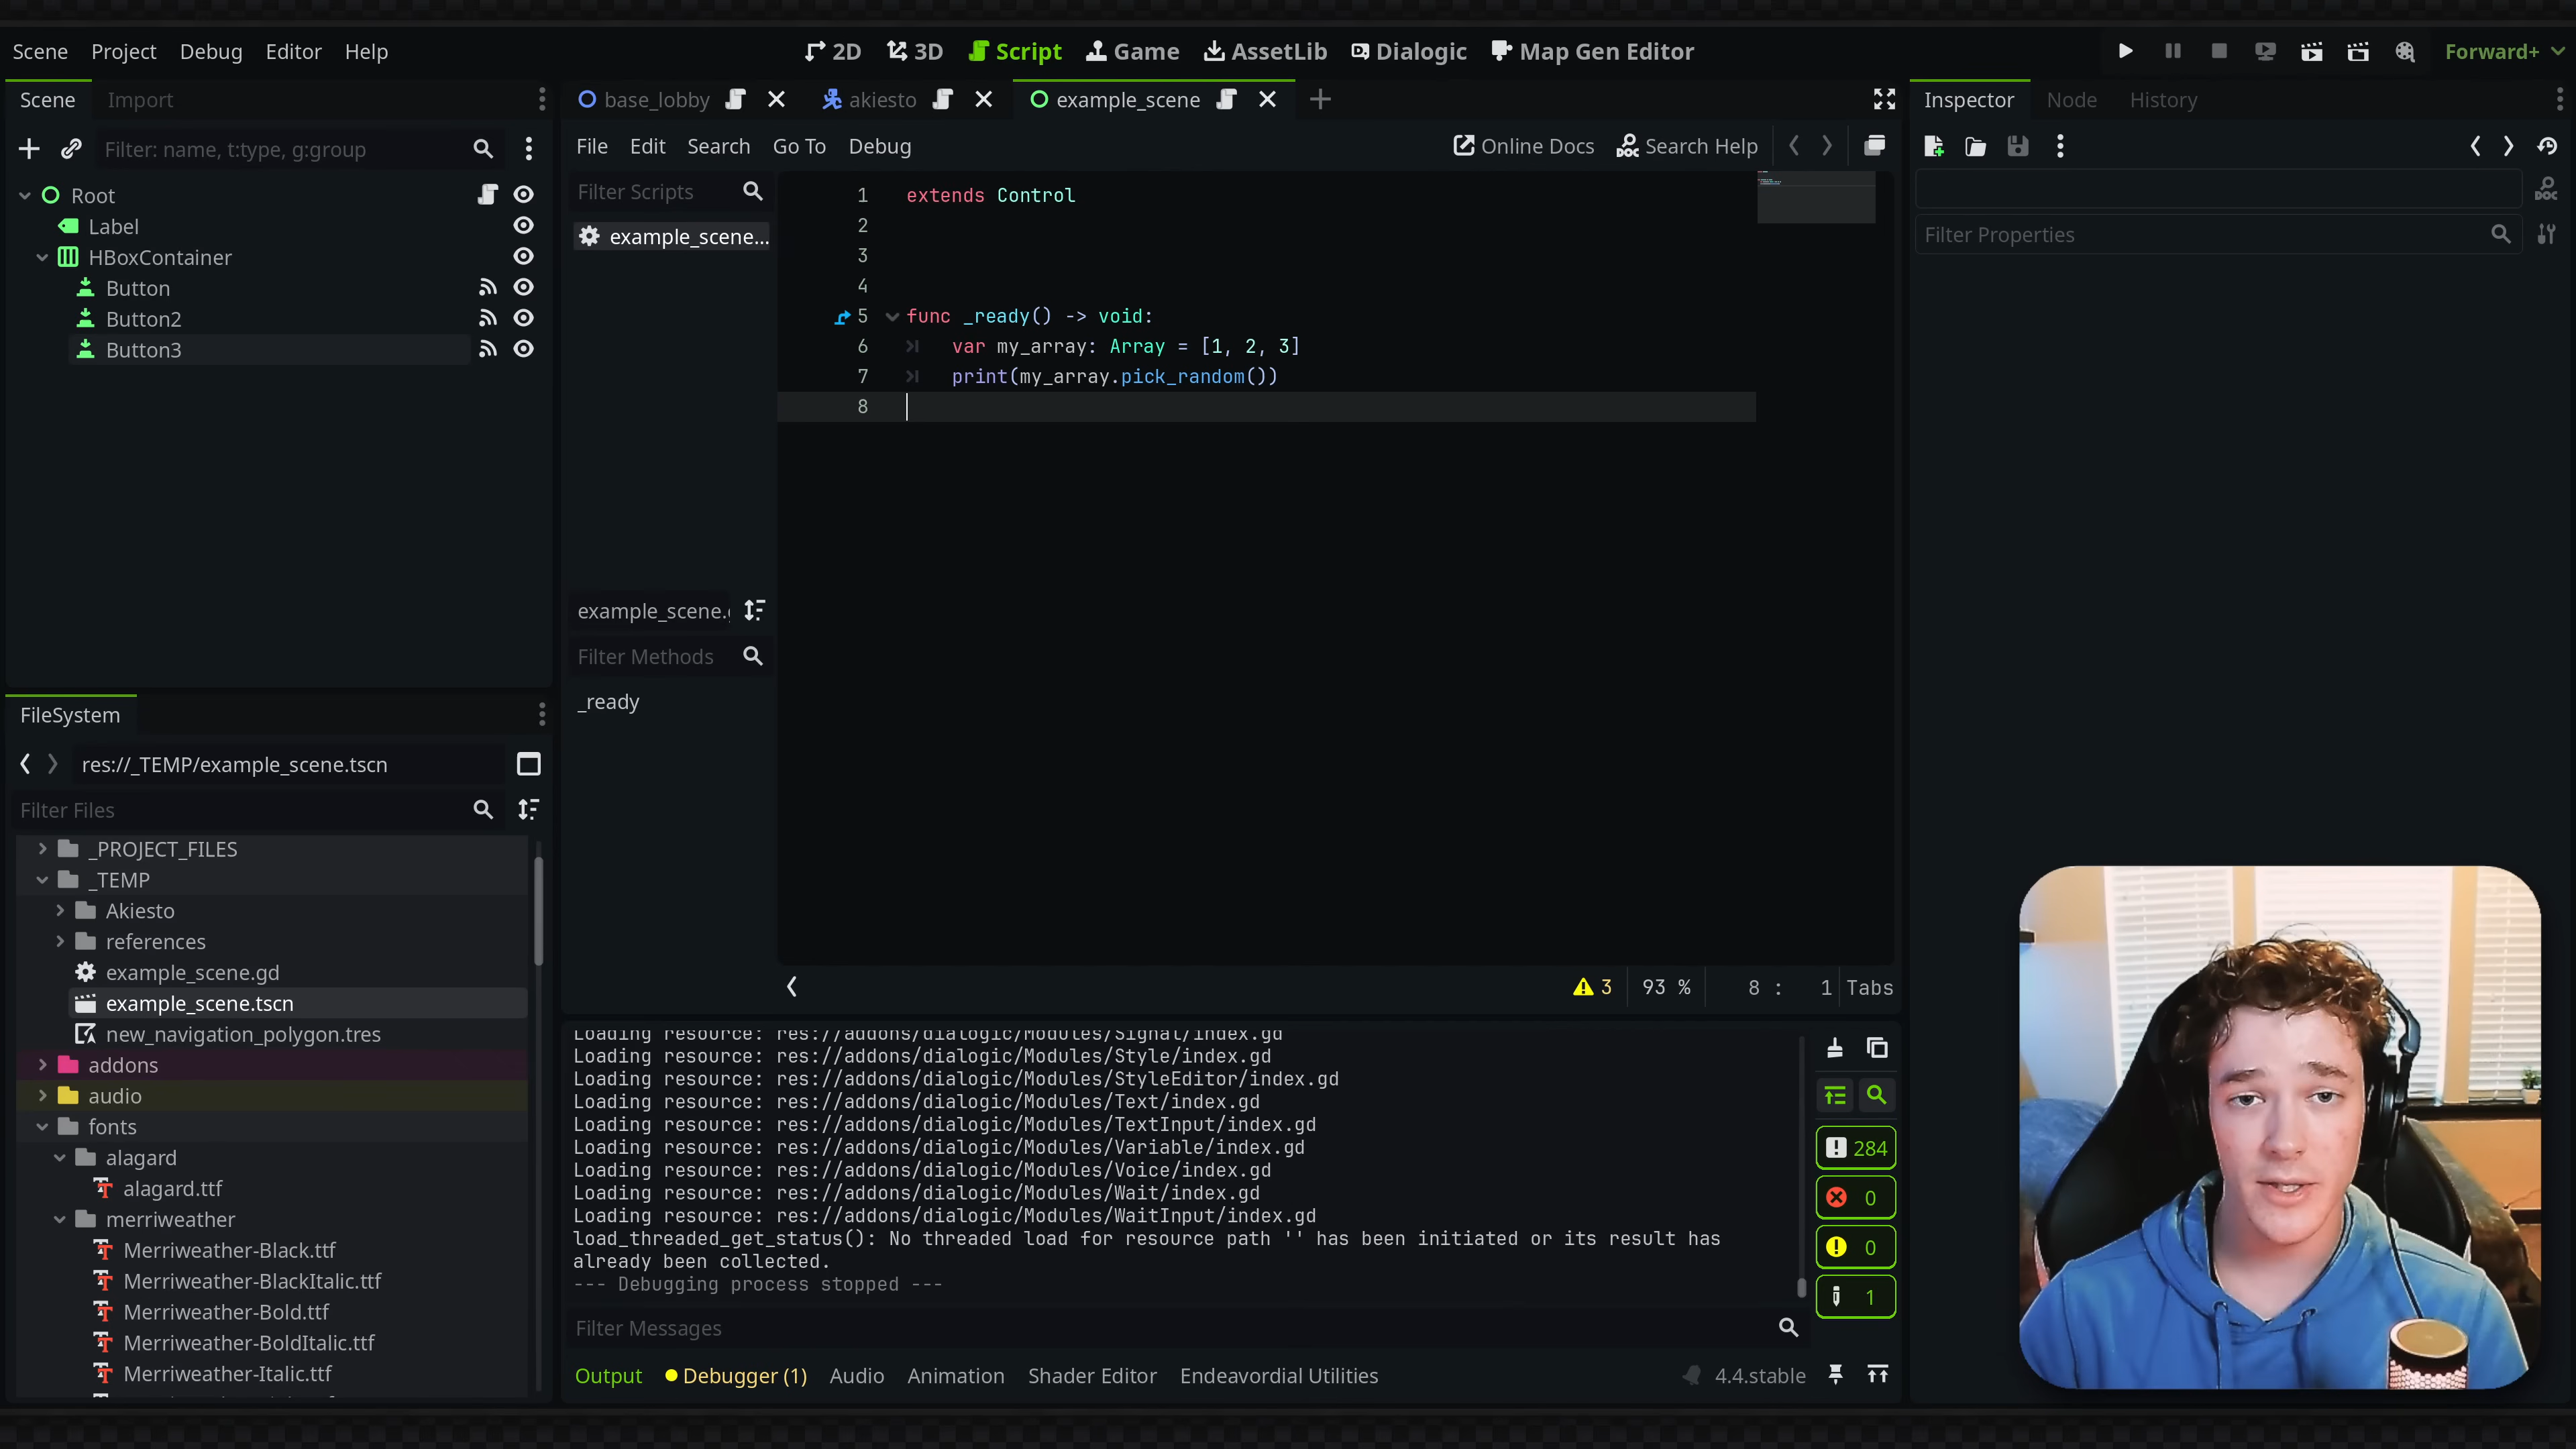 Scene Project Debug Editor Help
2D 3D Script Game AssetLib Dialogic Map Gen Editor
Forward+
Scene Import
Filter: name, t:type, g:group
Root
Label
HBoxContainer
Button
Button2
Button3
FileSystem
res://_TEMP/example_scene.tscn
Filter Files
_PROJECT_FILES
_TEMP
Akiesto
references
example_scene.gd
example_scene.tscn
new_navigation_polygon.tres
addons
audio
fonts
alagard
alagard.ttf
merriweather
Merriweather-Black.ttf
Merriweather-BlackItalic.ttf
Merriweather-Bold.ttf
Merriweather-BoldItalic.ttf
Merriweather-Italic.ttf
base_lobby akiesto example_scene
File Edit Search Go To Debug
Online Docs Search Help
Filter Scripts
example_scene...
example_scene.
Filter Methods
_ready
1 extends Control
2
3
4
5 func _ready() -> void:
6 var my_array: Array = [1, 2, 3]
7 print(my_array.pick_random())
8
3 93 % 8 : 1 Tabs
Loading resource: res://addons/dialogic/Modules/Signal/index.gd
Loading resource: res://addons/dialogic/Modules/Style/index.gd
Loading resource: res://addons/dialogic/Modules/StyleEditor/index.gd
Loading resource: res://addons/dialogic/Modules/Text/index.gd
Loading resource: res://addons/dialogic/Modules/TextInput/index.gd
Loading resource: res://addons/dialogic/Modules/Variable/index.gd
Loading resource: res://addons/dialogic/Modules/Voice/index.gd
Loading resource: res://addons/dialogic/Modules/Wait/index.gd
Loading resource: res://addons/dialogic/Modules/WaitInput/index.gd
load_threaded_get_status(): No threaded load for resource path '' has been initiated or its result has
already been collected.
--- Debugging process stopped ---
284
0
0
1
Filter Messages
Output Debugger (1) Audio Animation Shader Editor Endeavordial Utilities
4.4.stable
Inspector Node History
Filter Properties
DOC